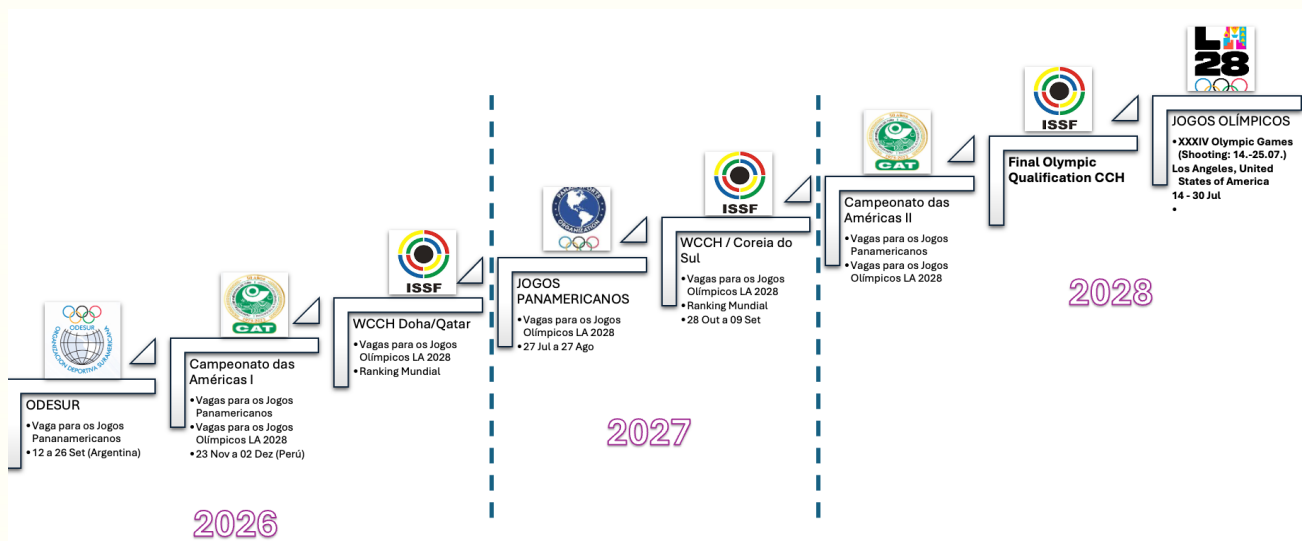 ODESUR
ORGANIZACION DEPORTIVA SURAMERICANA
ODESUR
•Vaga para os Jogos
Pananamericanos
•12 a 26 Set (Argentina)
CAT
Campeonato das
Américas I
•Vagas para os Jogos
Panamericanos
•Vagas para os Jogos
Olímpicos LA 2028
•23 Nov a 02 Dez (Perú)
ISSF
WCCH Doha/Qatar
•Vagas para os Jogos
Olímpicos LA 2028
•Ranking Mundial
2026
JOGOS
PANAMERICANOS
•Vagas para os Jogos
Olímpicos LA 2028
•27 Jul a 27 Ago
ISSF
WCCH / Coreia do
Sul
•Vagas para os Jogos
Olímpicos LA 2028
•Ranking Mundial
•28 Out a 09 Set
2027
CAT
Campeonato das
Américas II
•Vagas para os Jogos
Panamericanos
•Vagas para os Jogos
Olímpicos LA 2028
ISSF
Final Olympic
Qualification CCH
LA
28
JOGOS OLÍMPICOS
•XXXIV Olympic Games
(Shooting: 14.-25.07.)
Los Angeles, United
States of America
14 - 30 Jul
•
2028